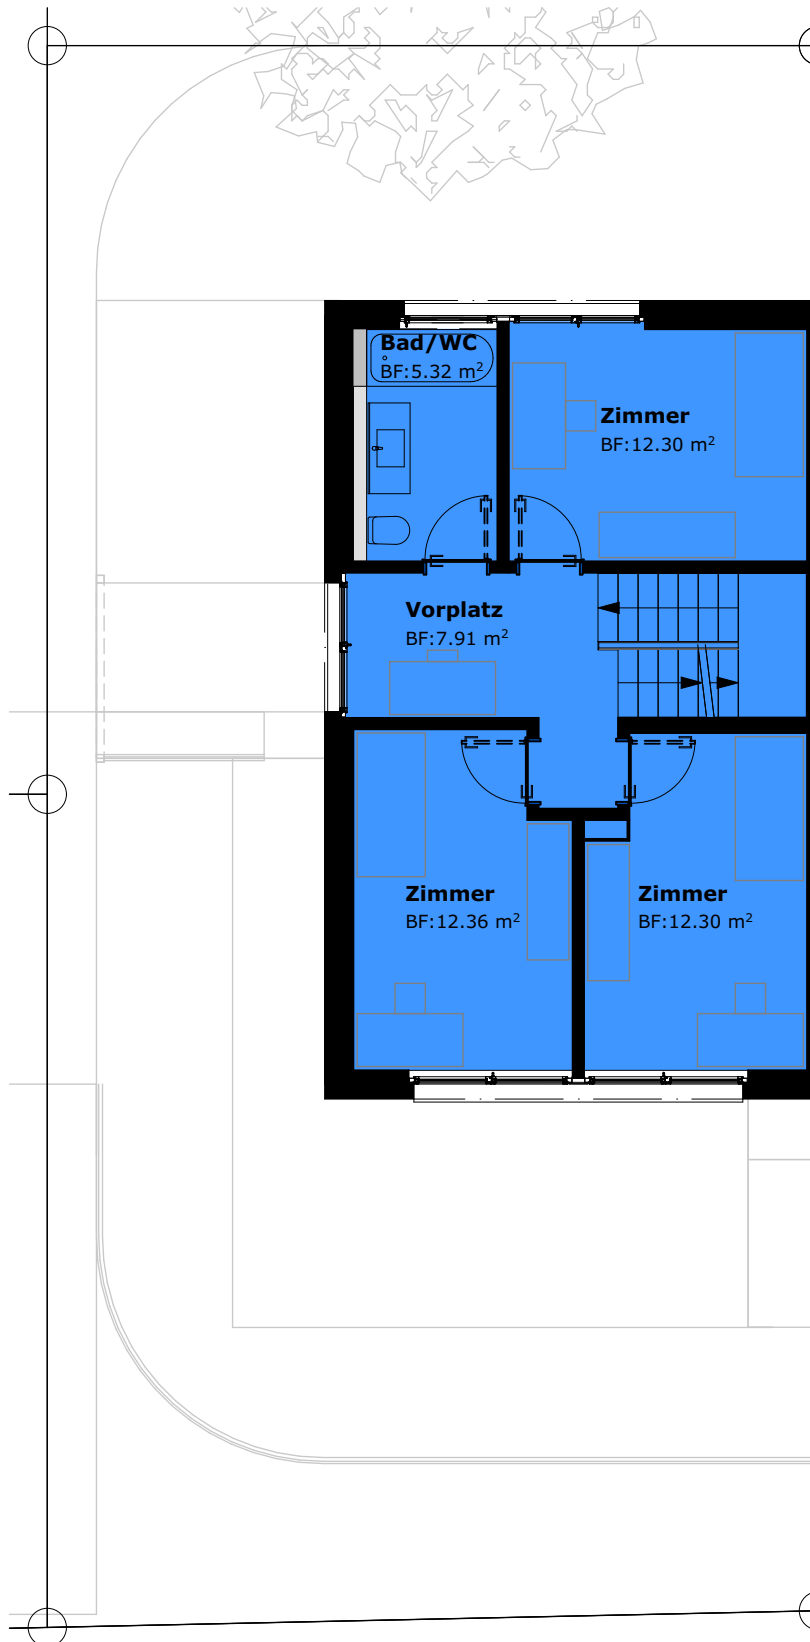 Bad/WC
BF:5.32 m²
Zimmer
BF:12.30 m²
Vorplatz
BF:7.91 m²
Zimmer
BF:12.36 m²
Zimmer
BF:12.30 m²